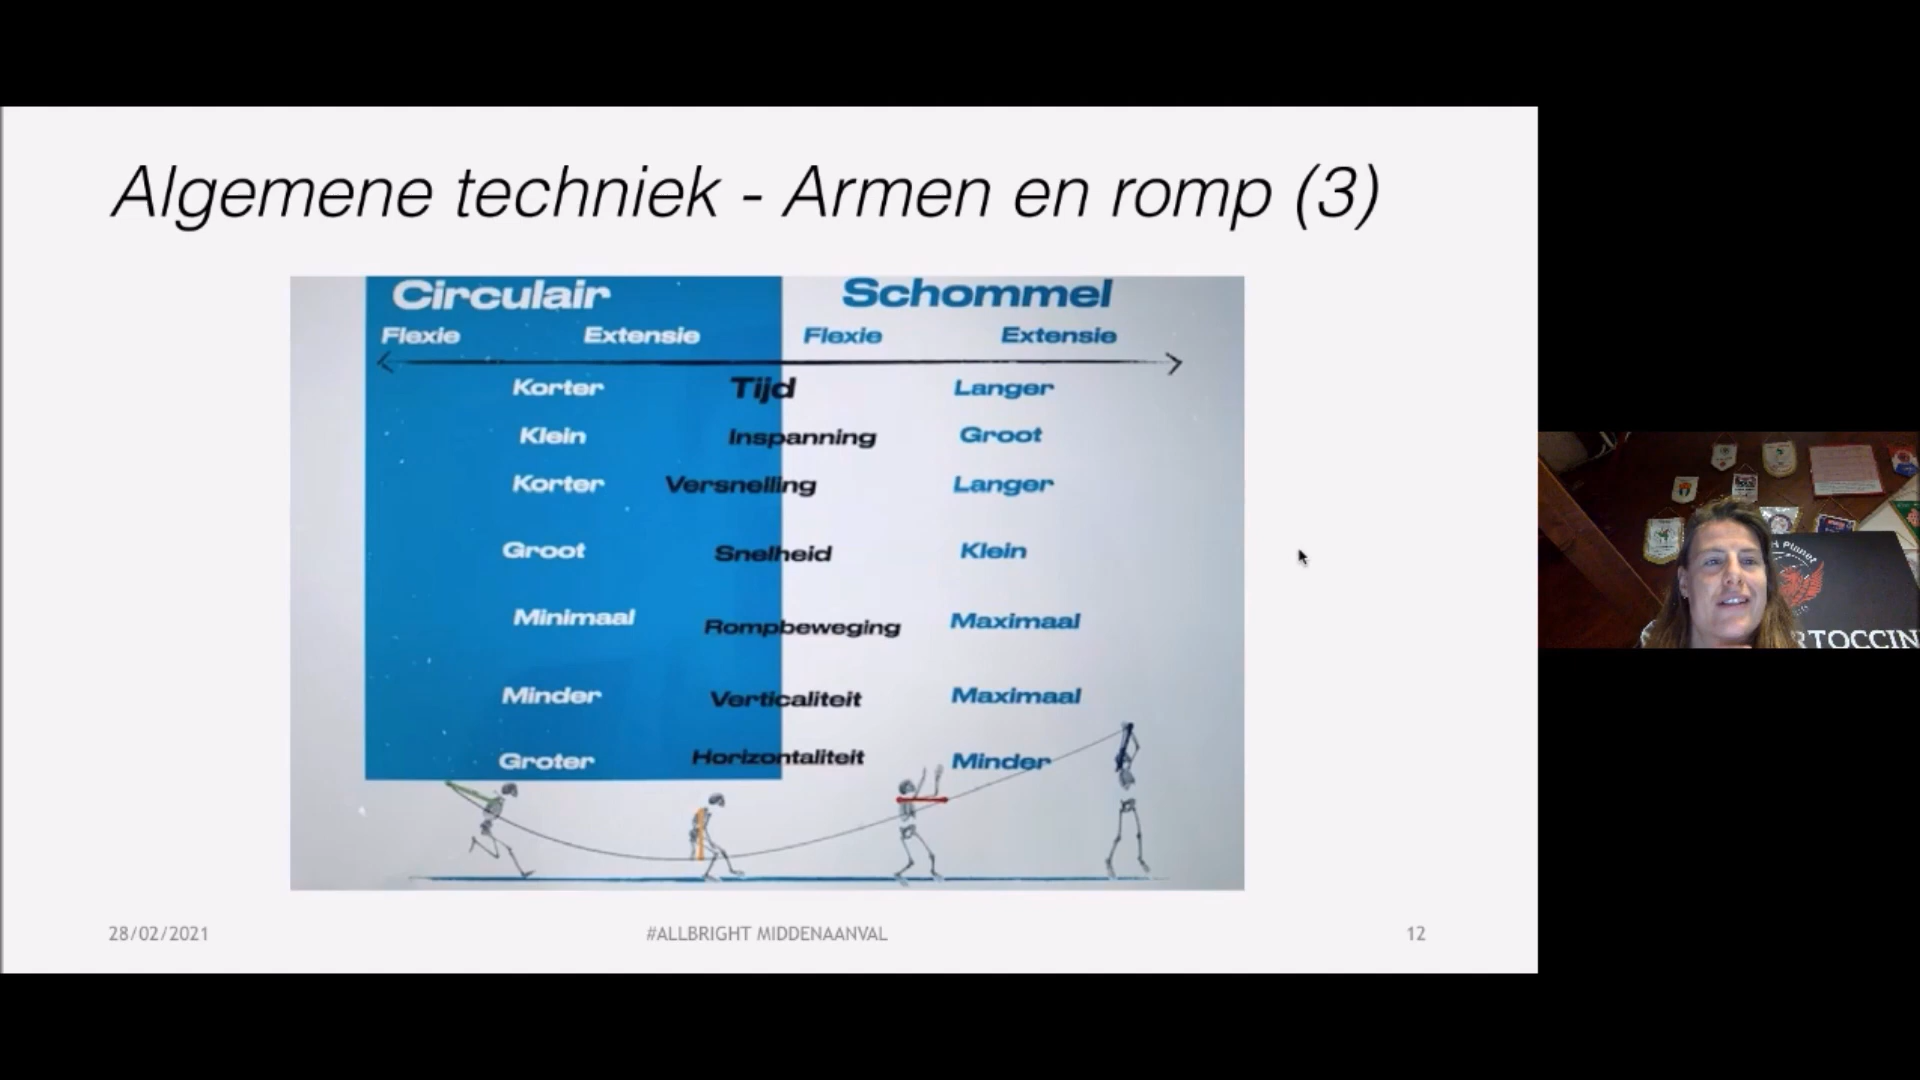 Algemene techniek - Armen en romp (3)
Circulair Schommel
Flexie Extensie Flexie Extensie
Korter Tijd Langer
Klein Inspanning Groot
Korter Versnelling Langer
Groot Snelheid Klein
Minimaal Rompbeweging Maximaal
Minder Verticaliteit Maximaal
Groter Horizontaliteit Minder
28/02/2021 #ALLBRIGHT MIDDENAANVAL 12
Planet
RTOCCIN